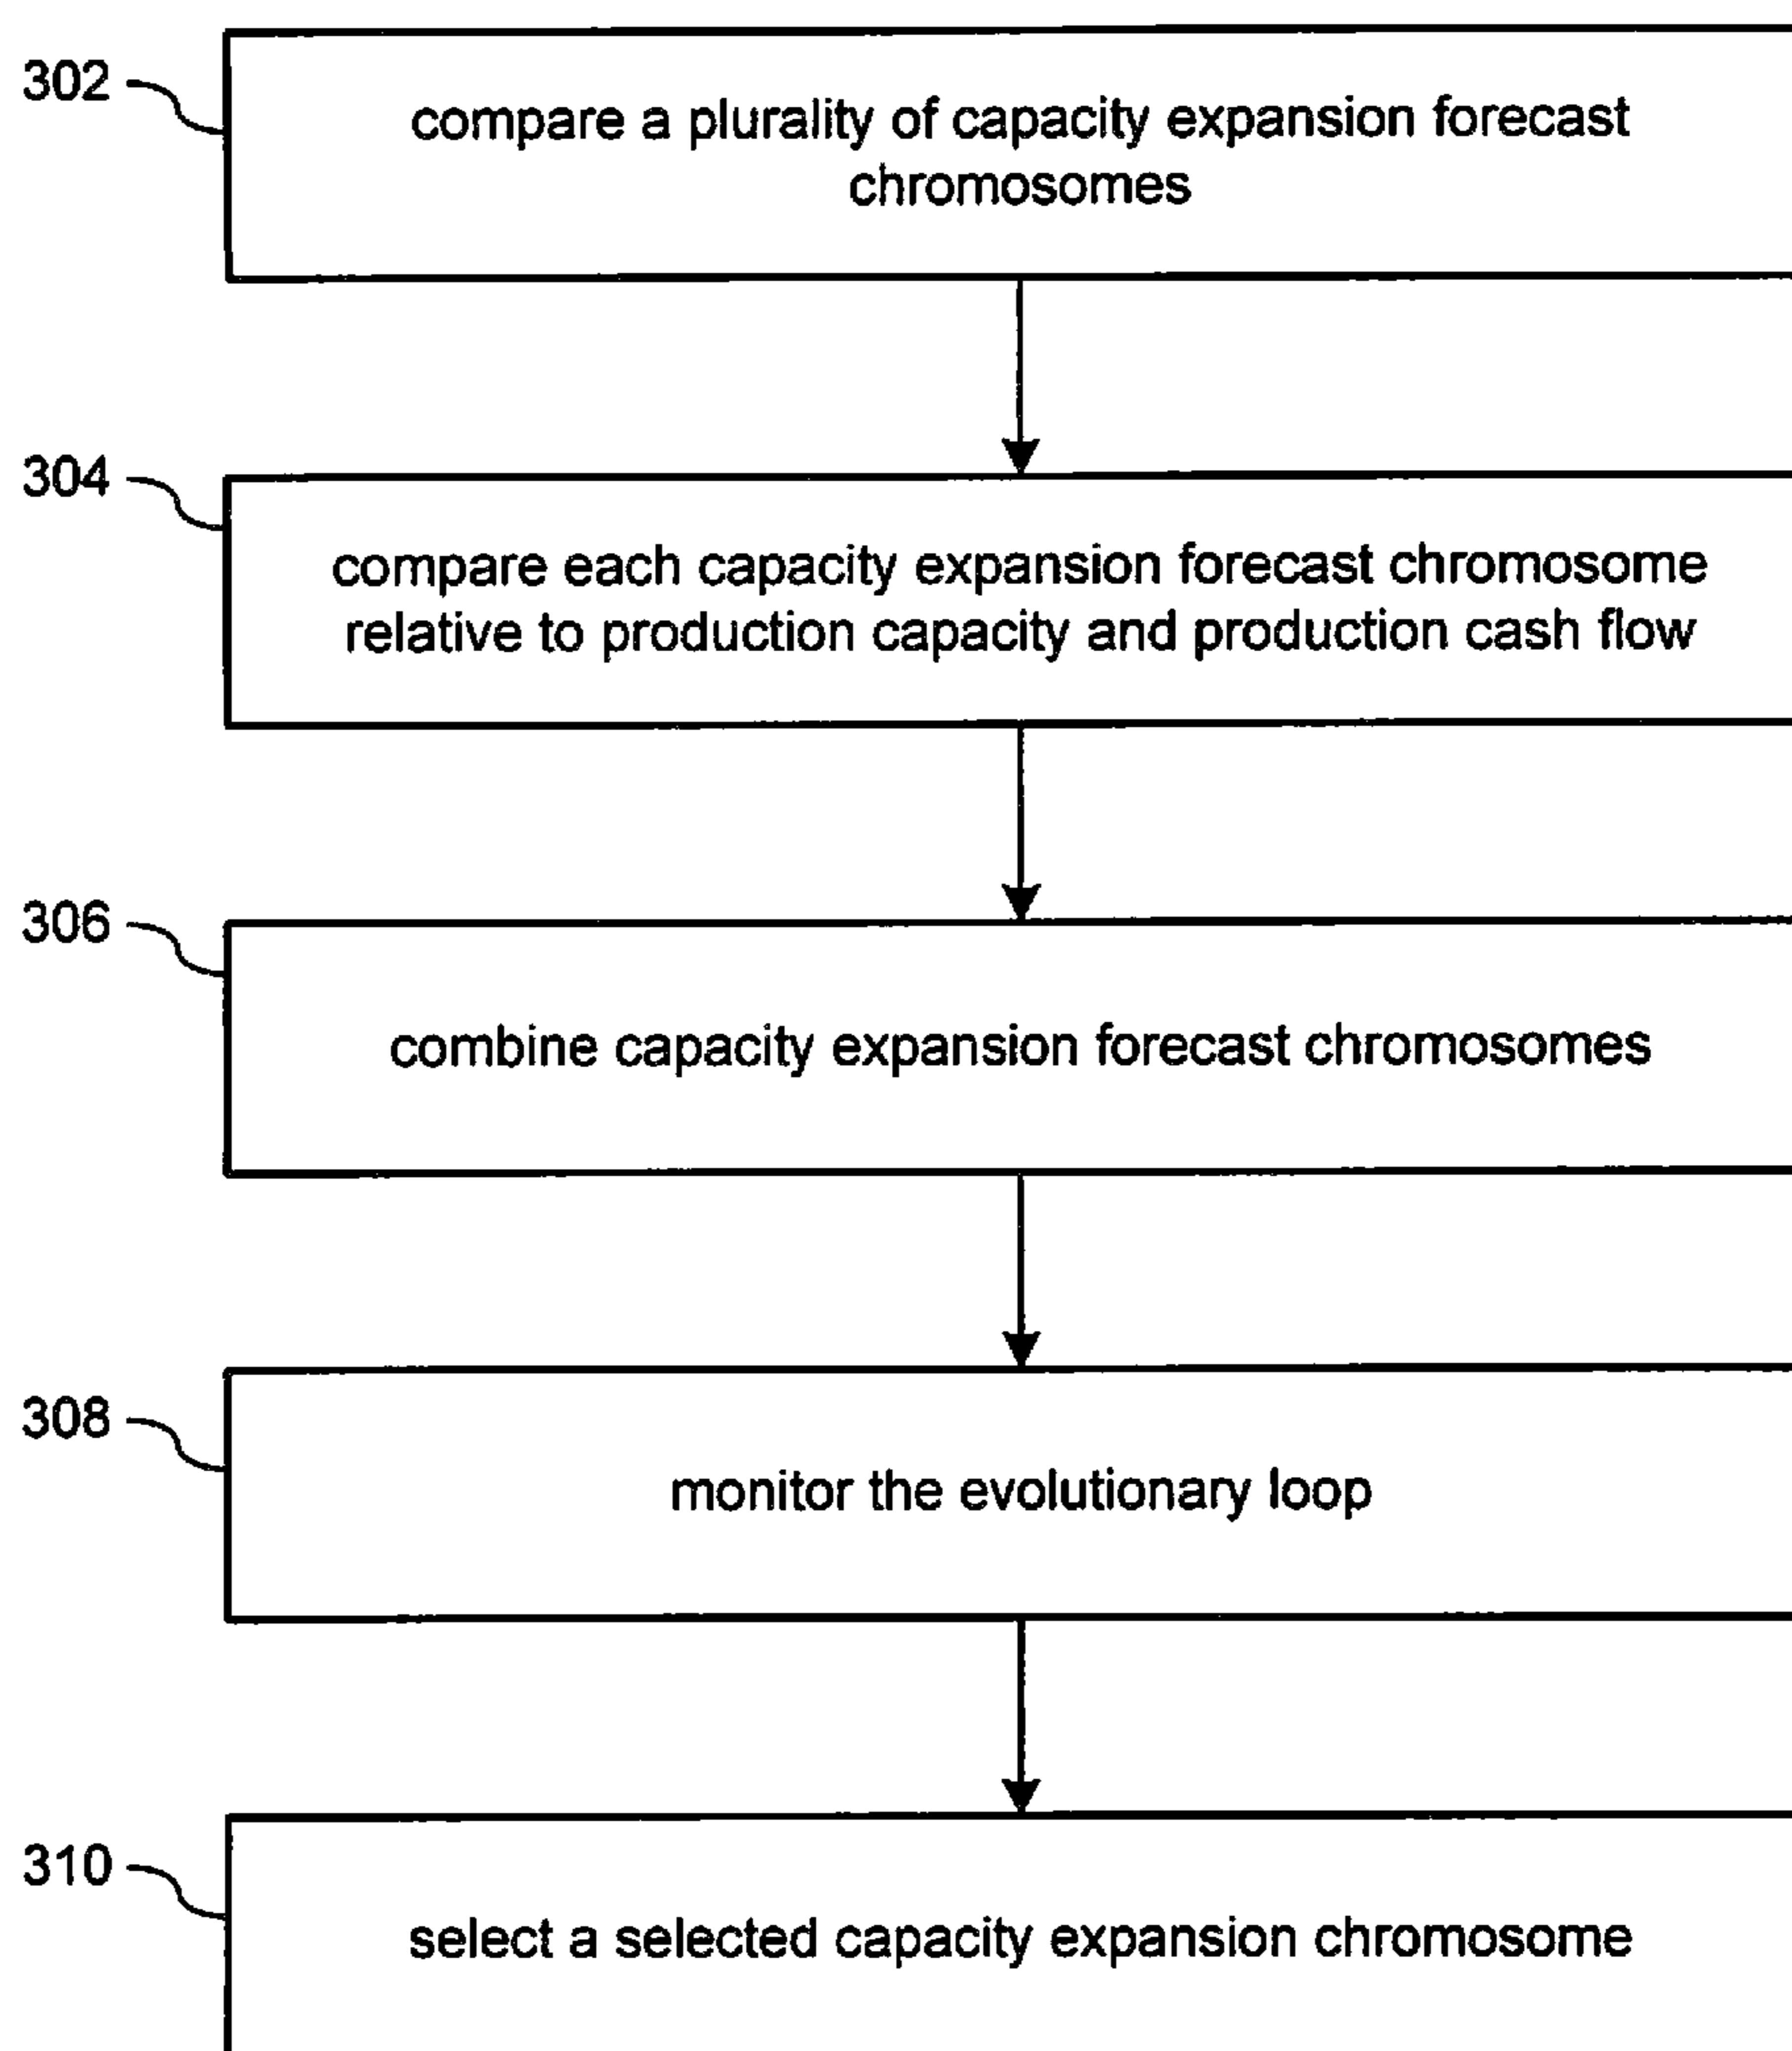 302
compare a plurality of capacity expansion forecast
chromosomes
304
compare each capacity expansion forecast chromosome
relative to production capacity and production cash flow
306
combine capacity expansion forecast chromosomes
308
monitor the evolutionary loop
310
select a selected capacity expansion chromosome